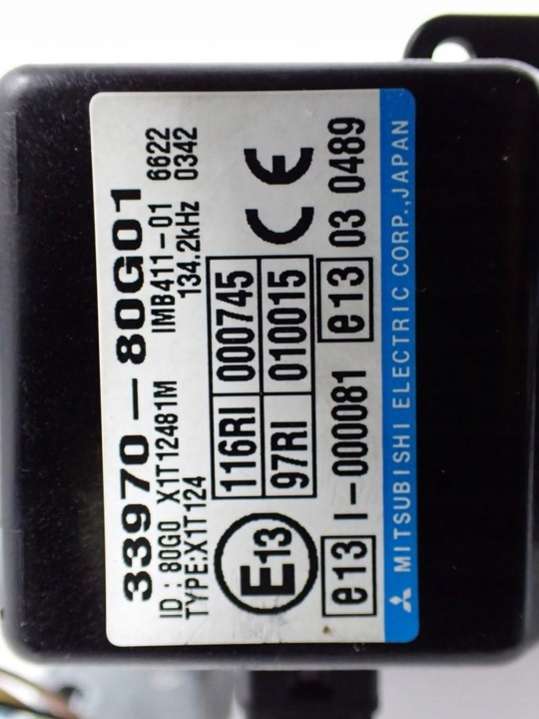 33970-80G01
ID : 80G0 X1T12481M IMB411-01 6622
TYPE:X1T124 134.2kHz 0342
E13 116RI 000745 CE
97RI 010015
e13 I-000081 e13 03 0489
MITSUBISHI ELECTRIC CORP., JAPAN